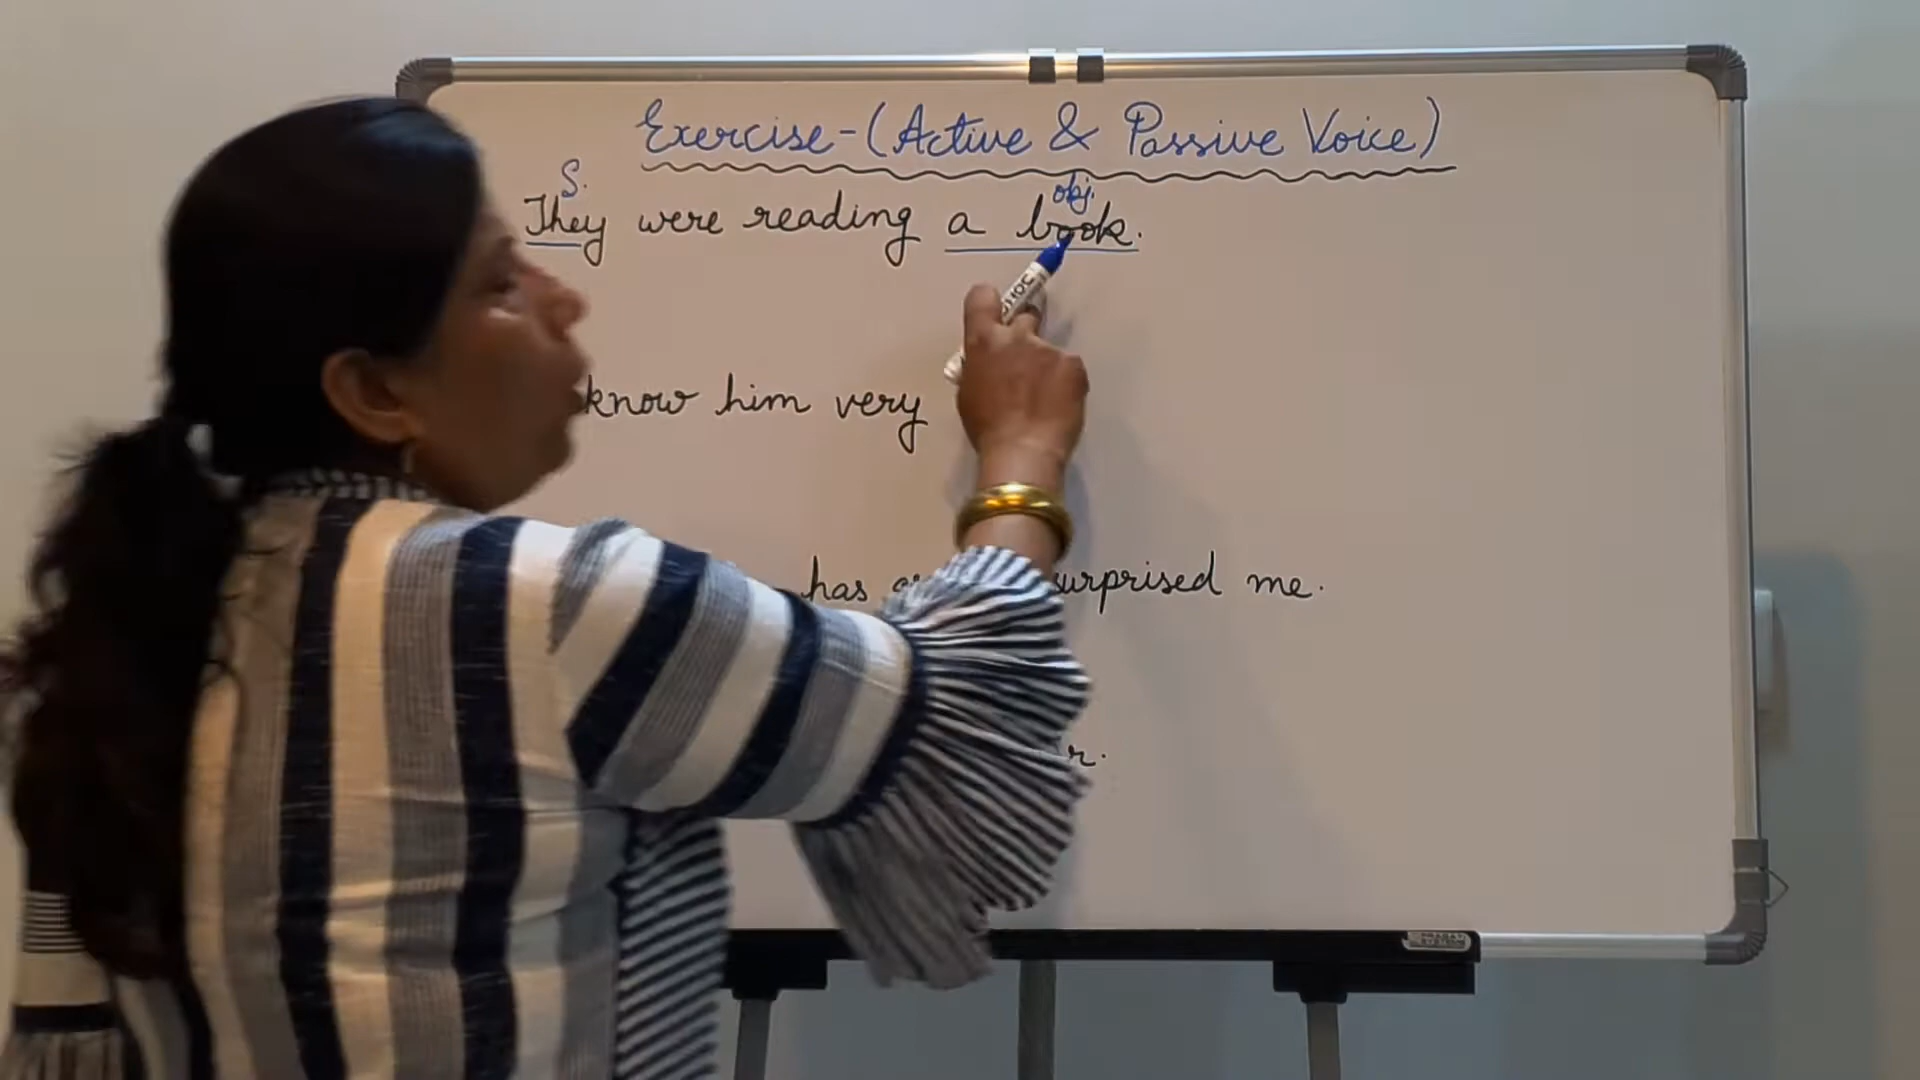 Exercise-(Active & Passive Voice)
S. obj.
They were reading a book.
know him very
has surprised me.